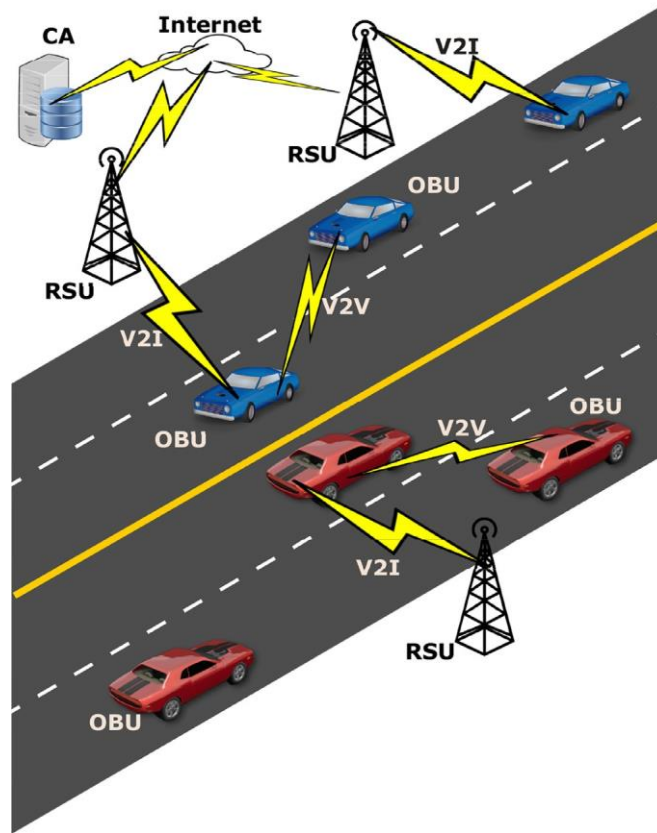 CA
Internet
V2I
RSU
OBU
RSU
V2I
V2V
OBU
V2V
OBU
V2I
RSU
OBU